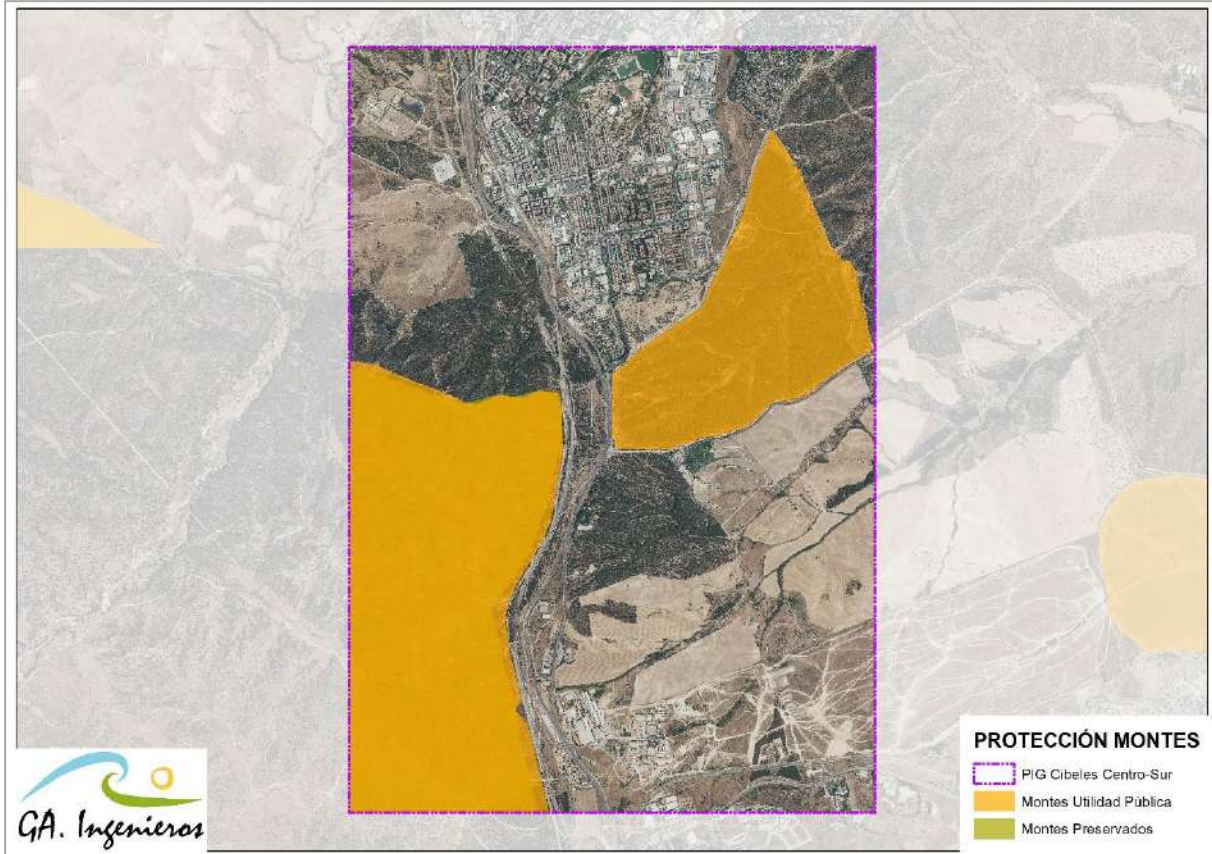 PROTECCIÓN MONTES
PIG Cibeles Centro-Sur
Montes Utilidad Pública
Montes Preservados
GA. Ingenieros